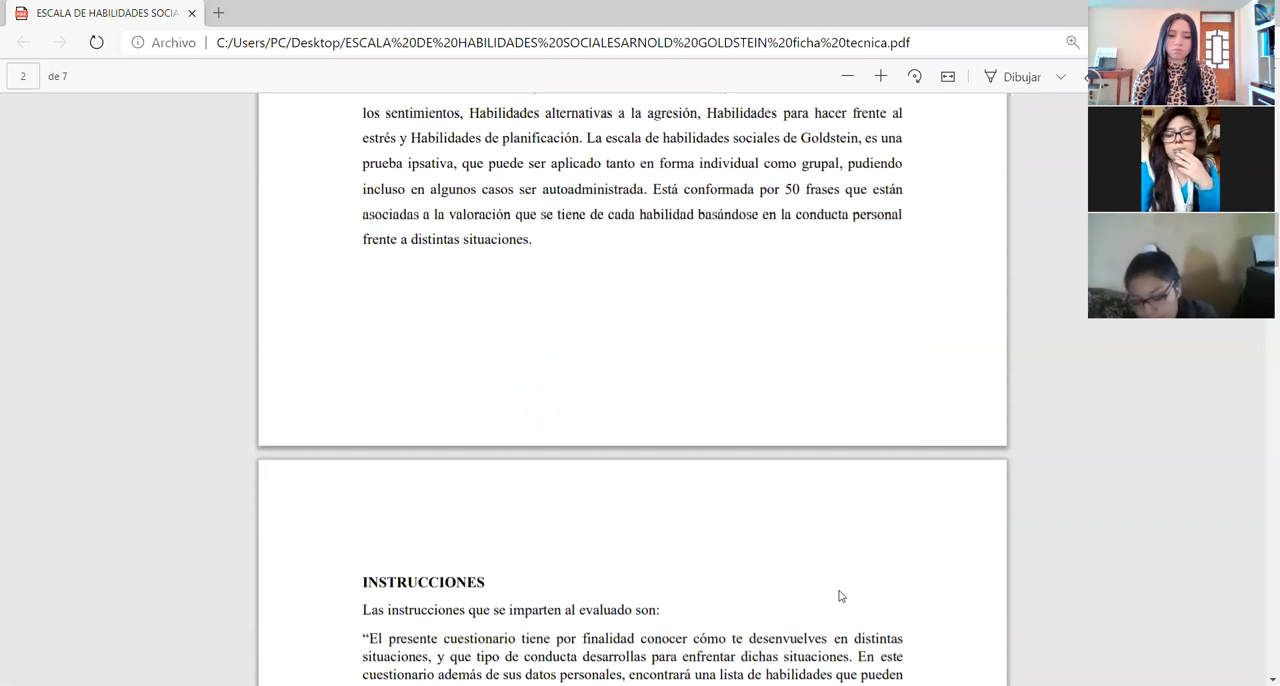 ESCALA DE HABILIDADES SOCIA
Archivo
C:/Users/PC/Desktop/ESCALA%20DE%20HABILIDADES%20SOCIALESARNOLD%20GOLDSTEIN%20ficha%20tecnica.pdf
2 de 7
Dibujar
los sentimientos, Habilidades alternativas a la agresión, Habilidades para hacer frente al
estrés y Habilidades de planificación. La escala de habilidades sociales de Goldstein, es una
prueba ipsativa, que puede ser aplicado tanto en forma individual como grupal, pudiendo
incluso en algunos casos ser autoadministrada. Está conformada por 50 frases que están
asociadas a la valoración que se tiene de cada habilidad basándose en la conducta personal
frente a distintas situaciones.
INSTRUCCIONES
Las instrucciones que se imparten al evaluado son:
“El presente cuestionario tiene por finalidad conocer cómo te desenvuelves en distintas
situaciones, y que tipo de conducta desarrollas para enfrentar dichas situaciones. En este
cuestionario además de sus datos personales, encontrará una lista de habilidades que pueden